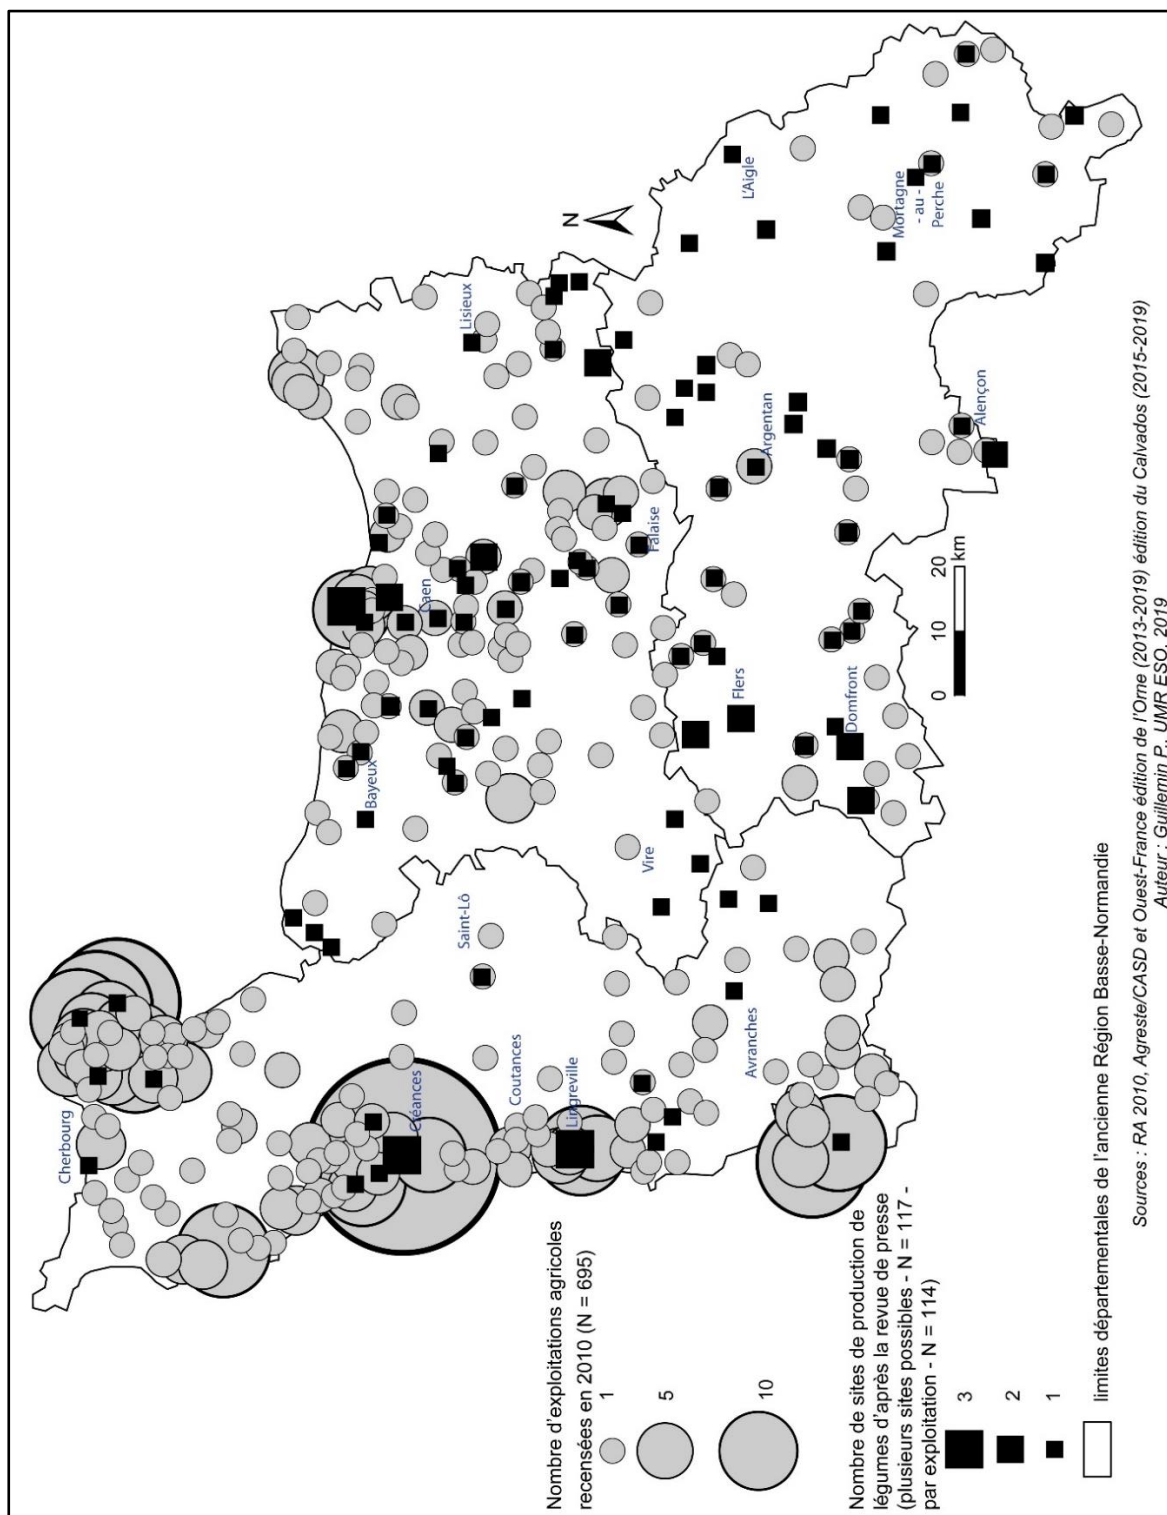 Cherbourg
Créances
Coutances
Lingreville
Saint-Lô
Avranches
Bayeux
Vire
Caen
Falaise
Flers
Domfront
Lisieux
Argentan
Alençon
L'Aigle
Mortagne
- au -
Perche
N
0 10 20
km
Nombre d'exploitations agricoles
recensées en 2010 (N = 695)
1
5
10
Nombre de sites de production de
légumes d'après la revue de presse
(plusieurs sites possibles - N = 117 -
par exploitation - N = 114)
3
2
1
limites départementales de l'ancienne Région Basse-Normandie
Sources : RA 2010, Agreste/CASD et Ouest-France édition de l'Orne (2013-2019) édition du Calvados (2015-2019)
Auteur : Guillemin P., UMR ESO, 2019